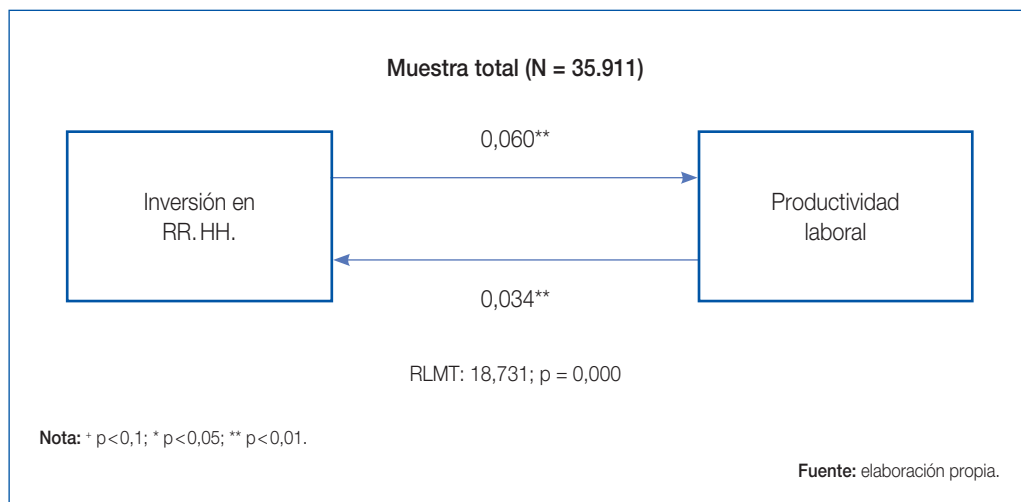 Muestra total (N = 35.911)
0,060**
Inversión en
RR. HH.
Productividad
laboral
0,034**
RLMT: 18,731; p = 0,000
Nota: + p<0,1; * p<0,05; ** p<0,01.
Fuente: elaboración propia.